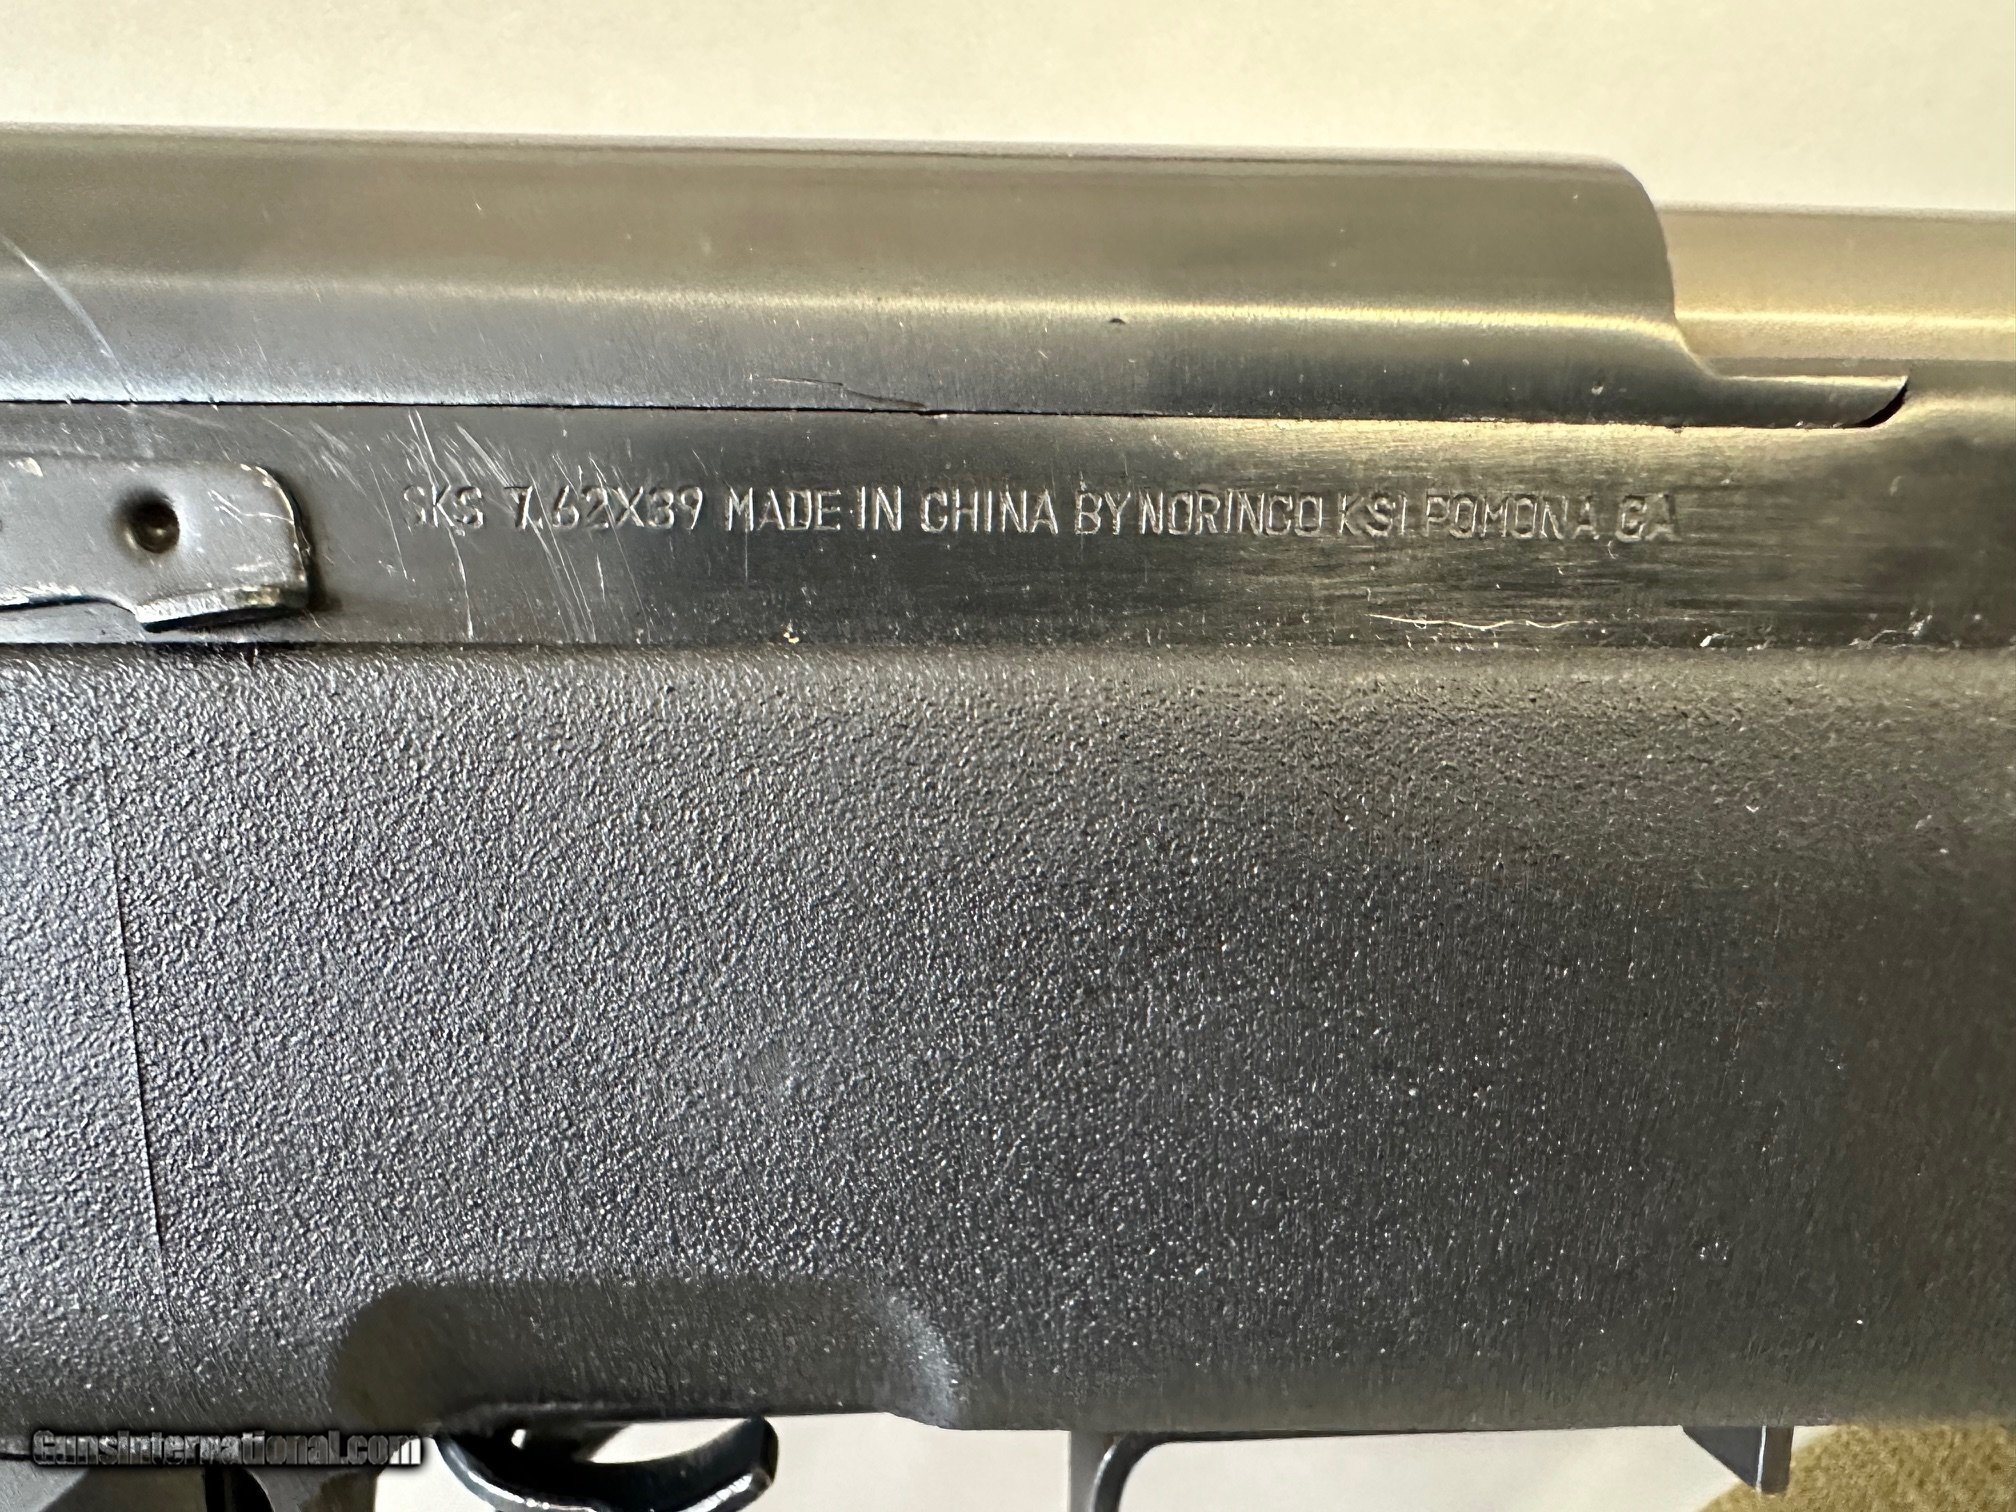 SKS 7.62X39 MADE IN CHINA BY NORINCO KSI POMONA CA
GunsInternational.com